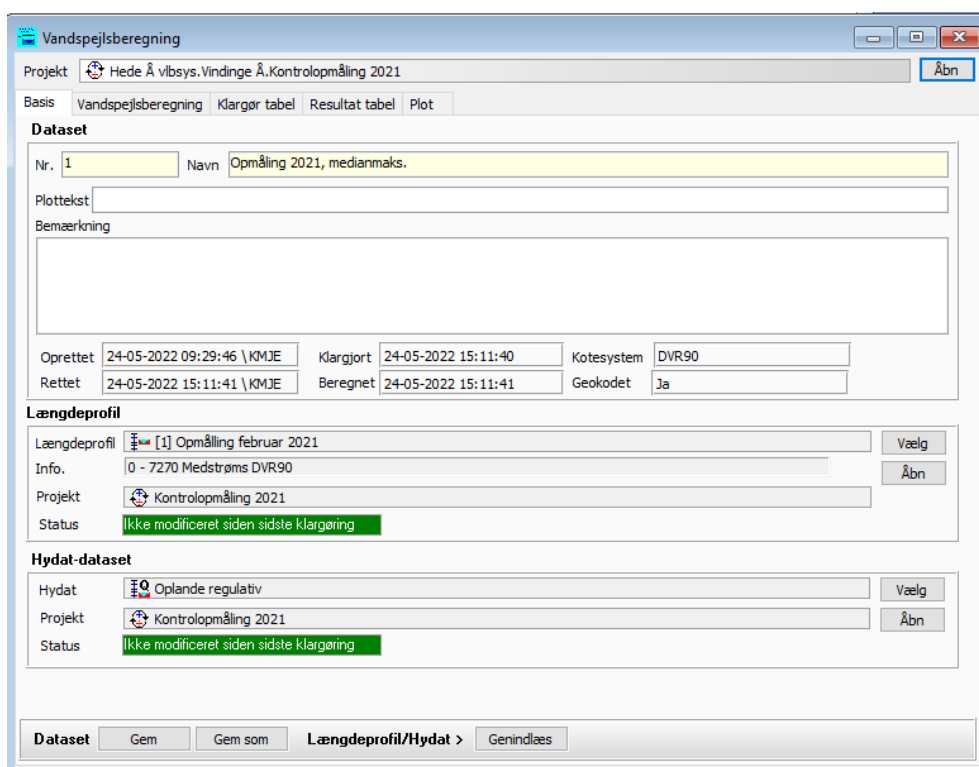 Vandspejlsberegning
Projekt Hede Å vlbsys.Vindinge Å.Kontrolopmåling 2021 Åbn
Basis Vandspejlsberegning Klargør tabel Resultat tabel Plot
Dataset
Nr. 1 Navn Opmåling 2021, medianmaks.
Plottekst
Bemærkning
Oprettet 24-05-2022 09:29:46 \ KMJE Klargjort 24-05-2022 15:11:40 Kotesystem DVR90
Rettet 24-05-2022 15:11:41 \ KMJE Beregnet 24-05-2022 15:11:41 Geokodet Ja
Længdeprofil
Længdeprofil [1] Opmålling februar 2021 Vælg
Info. 0 - 7270 Medstrøms DVR90 Åbn
Projekt Kontrolopmåling 2021
Status Ikke modificeret siden sidste klargøring
Hydat-dataset
Hydat Oplande regulativ Vælg
Projekt Kontrolopmåling 2021 Åbn
Status Ikke modificeret siden sidste klargøring
Dataset Gem Gem som Længdeprofil/Hydat > Genindlæs